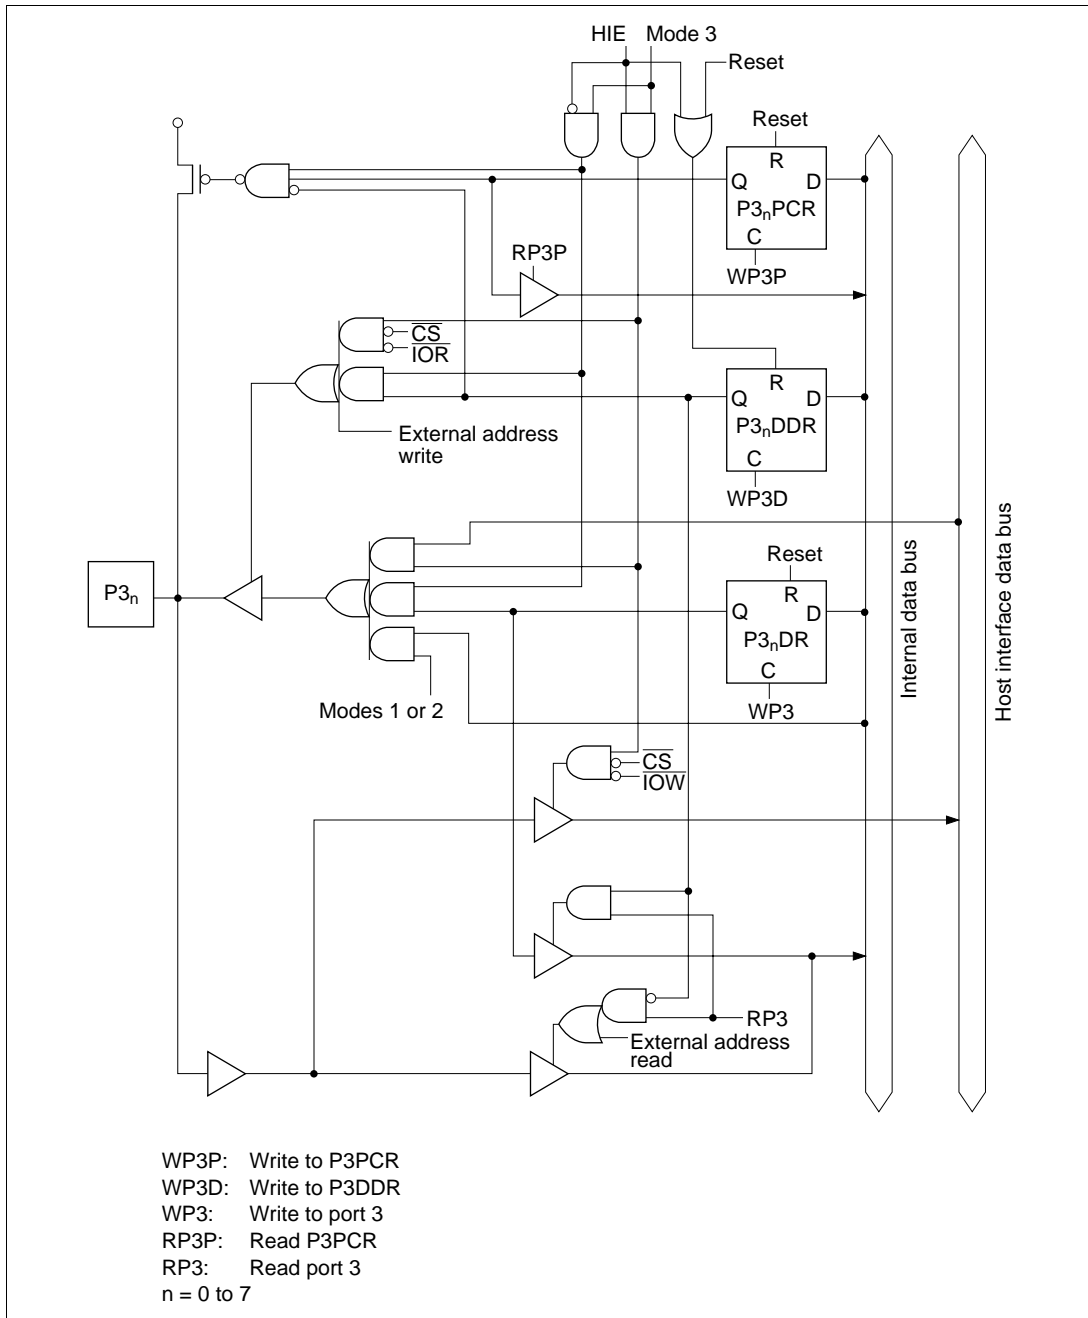 HIE Mode 3
Reset
Reset
R
Q D
P3nPCR
C
WP3P
RP3P
CS
IOR
R
Q D
P3nDDR
C
WP3D
External address
write
Reset
R
Q D
P3nDR
C
WP3
P3n
Modes 1 or 2
CS
IOW
RP3
External address
read
Internal data bus
Host interface data bus
WP3P: Write to P3PCR
WP3D: Write to P3DDR
WP3: Write to port 3
RP3P: Read P3PCR
RP3: Read port 3
n = 0 to 7